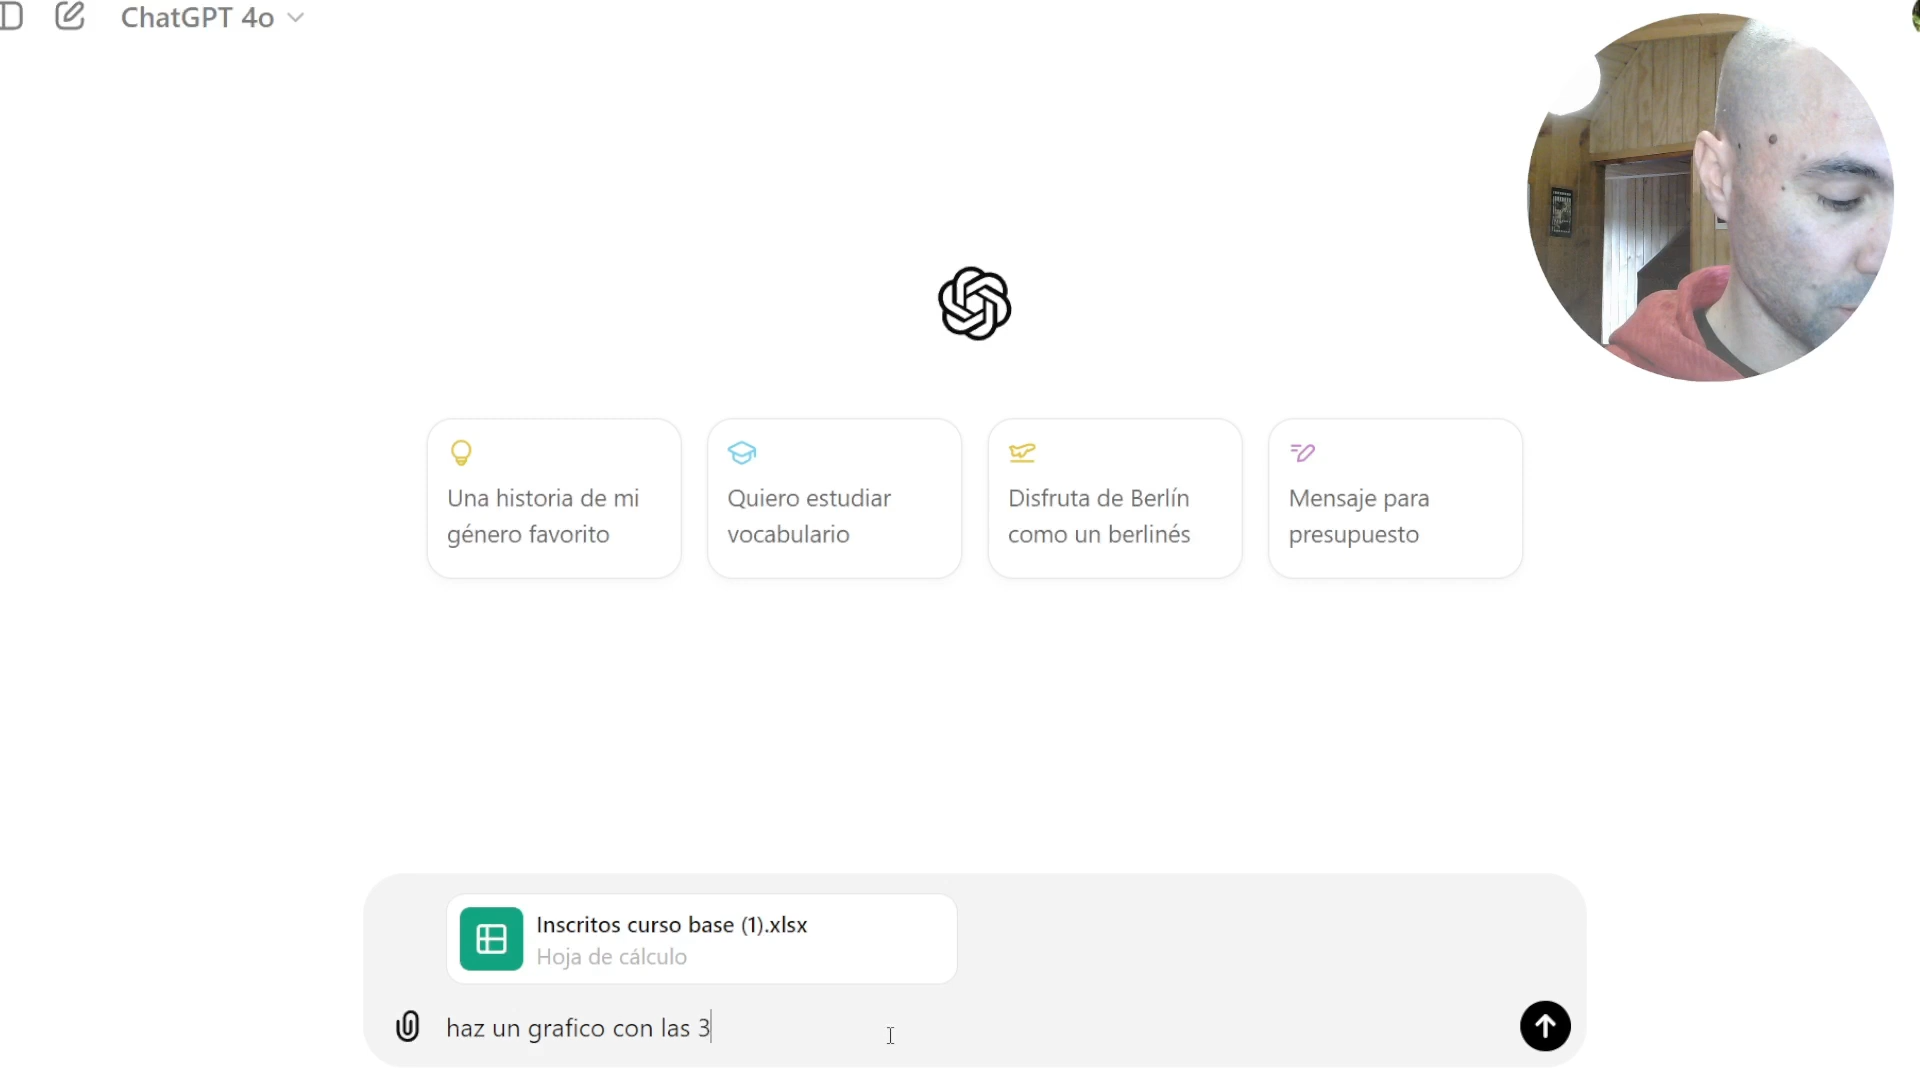 ChatGPT 4o
Una historia de mi
género favorito
Quiero estudiar
vocabulario
Disfruta de Berlín
como un berlinés
Mensaje para
presupuesto
Inscritos curso base (1).xlsx
Hoja de cálculo
haz un grafico con las 3